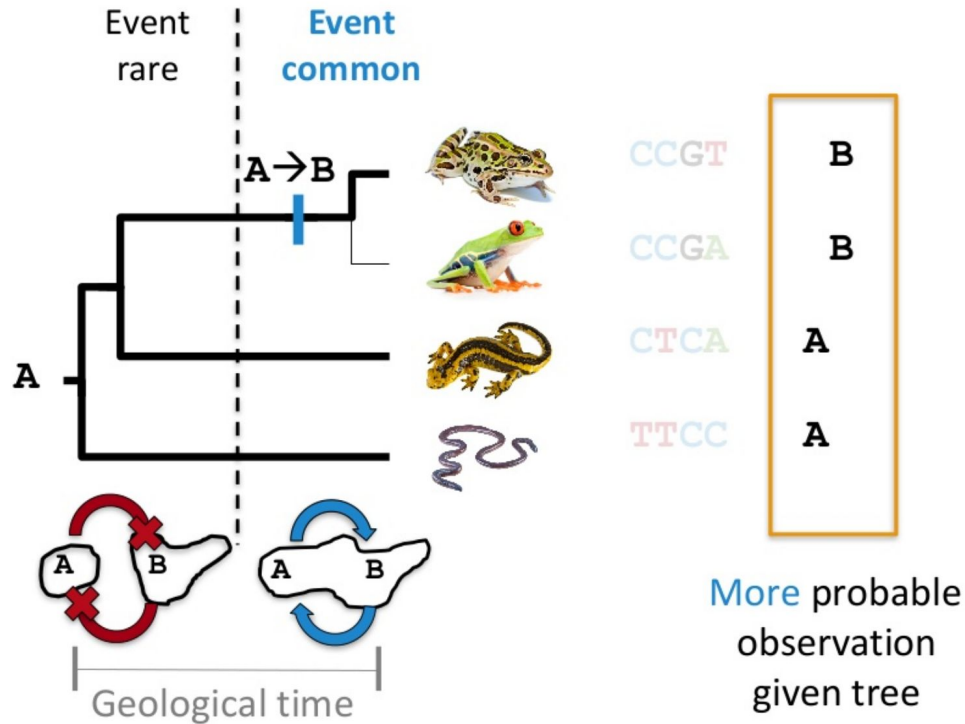 Event
rare
Event
common
A→B
CCGT
B
CCGA
B
A
CTCA
A
TTCC
A
A
B
A
B
More probable
observation
given tree
Geological time